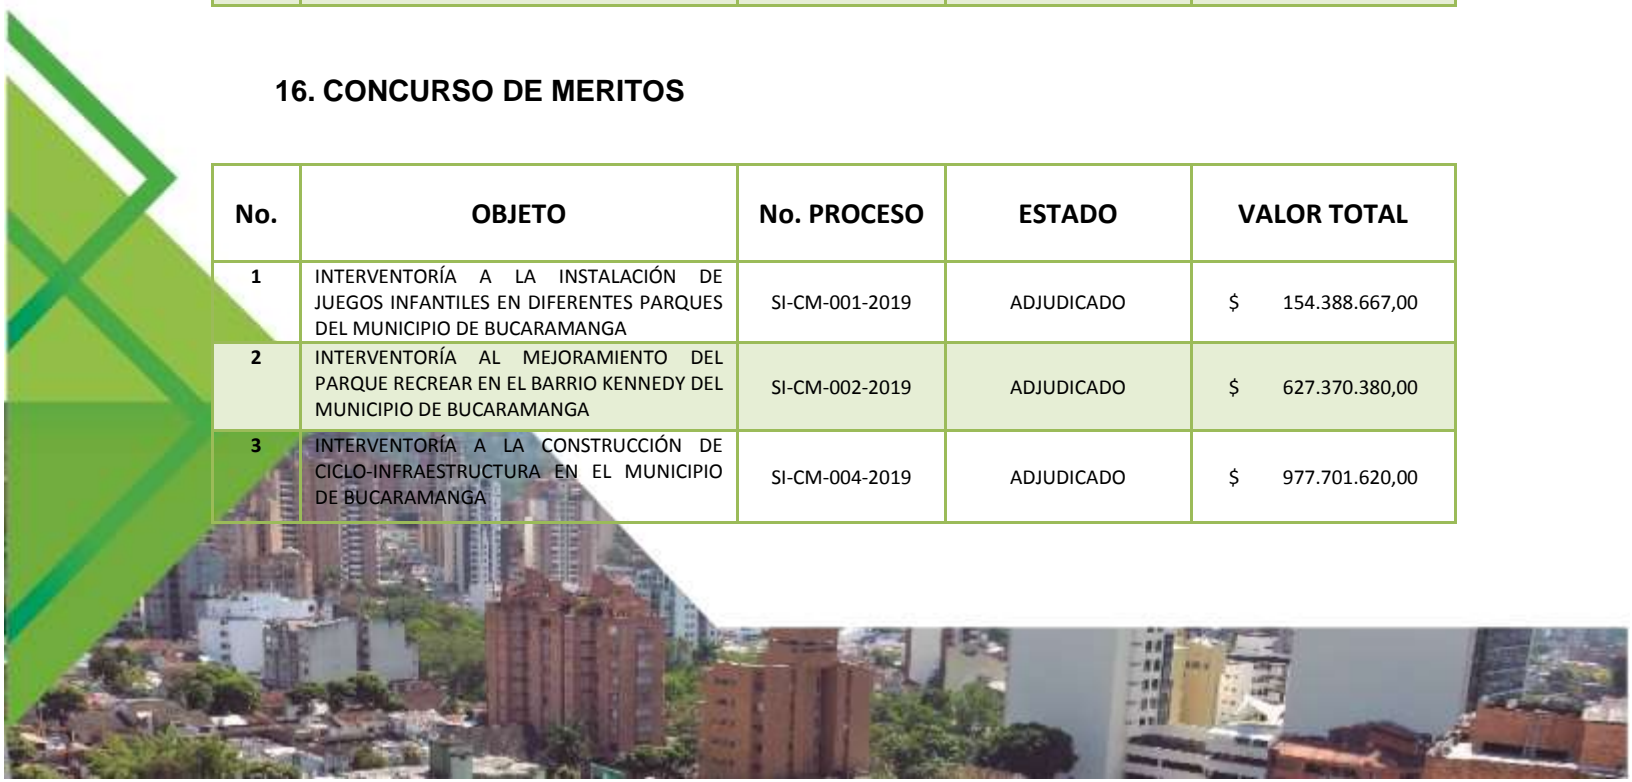 16. CONCURSO DE MERITOS
No. OBJETO No. PROCESO ESTADO VALOR TOTAL
1 INTERVENTORÍA A LA INSTALACIÓN DE
JUEGOS INFANTILES EN DIFERENTES PARQUES
DEL MUNICIPIO DE BUCARAMANGA
SI-CM-001-2019 ADJUDICADO $ 154.388.667,00
2 INTERVENTORÍA AL MEJORAMIENTO DEL
PARQUE RECREAR EN EL BARRIO KENNEDY DEL
MUNICIPIO DE BUCARAMANGA
SI-CM-002-2019 ADJUDICADO $ 627.370.380,00
3 INTERVENTORÍA A LA CONSTRUCCIÓN DE
CICLO-INFRAESTRUCTURA EN EL MUNICIPIO
DE BUCARAMANGA
SI-CM-004-2019 ADJUDICADO $ 977.701.620,00